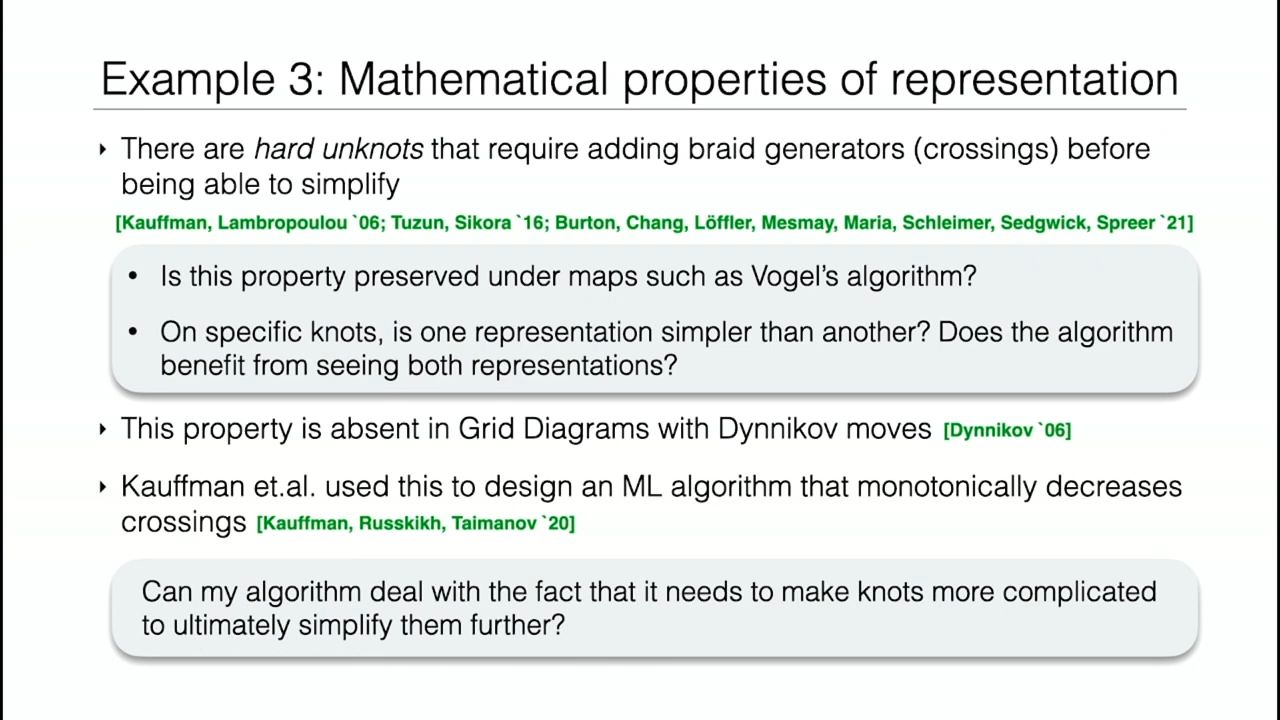 Example 3: Mathematical properties of representation
‣ There are hard unknots that require adding braid generators (crossings) before
being able to simplify
[Kauffman, Lambropoulou `06; Tuzun, Sikora `16; Burton, Chang, Löffler, Mesmay, Maria, Schleimer, Sedgwick, Spreer `21]
• Is this property preserved under maps such as Vogel’s algorithm?
• On specific knots, is one representation simpler than another? Does the algorithm
benefit from seeing both representations?
‣ This property is absent in Grid Diagrams with Dynnikov moves [Dynnikov `06]
‣ Kauffman et.al. used this to design an ML algorithm that monotonically decreases
crossings [Kauffman, Russkikh, Taimanov `20]
Can my algorithm deal with the fact that it needs to make knots more complicated
to ultimately simplify them further?